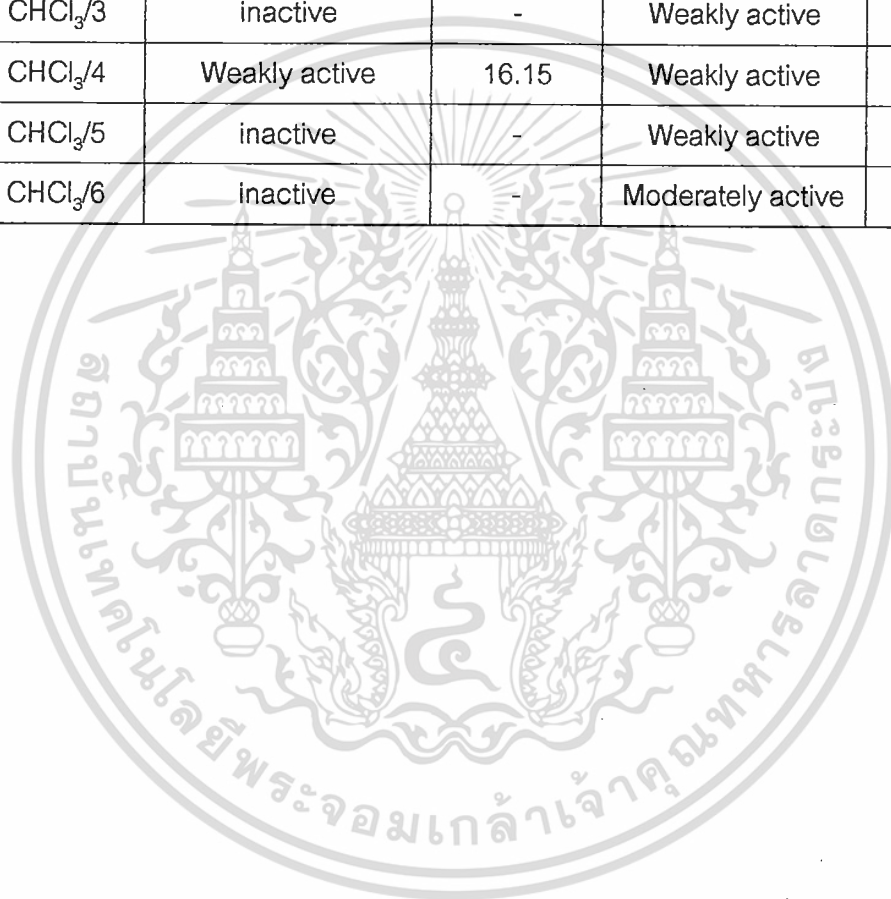 CHCl₃/3 inactive - Weakly active
CHCl₃/4 Weakly active 16.15 Weakly active
CHCl₃/5 inactive - Weakly active
CHCl₃/6 inactive - Moderately active
สถาบันเทคโนโลยีพระจอมเกล้าเจ้าคุณทหารลาดกระบัง